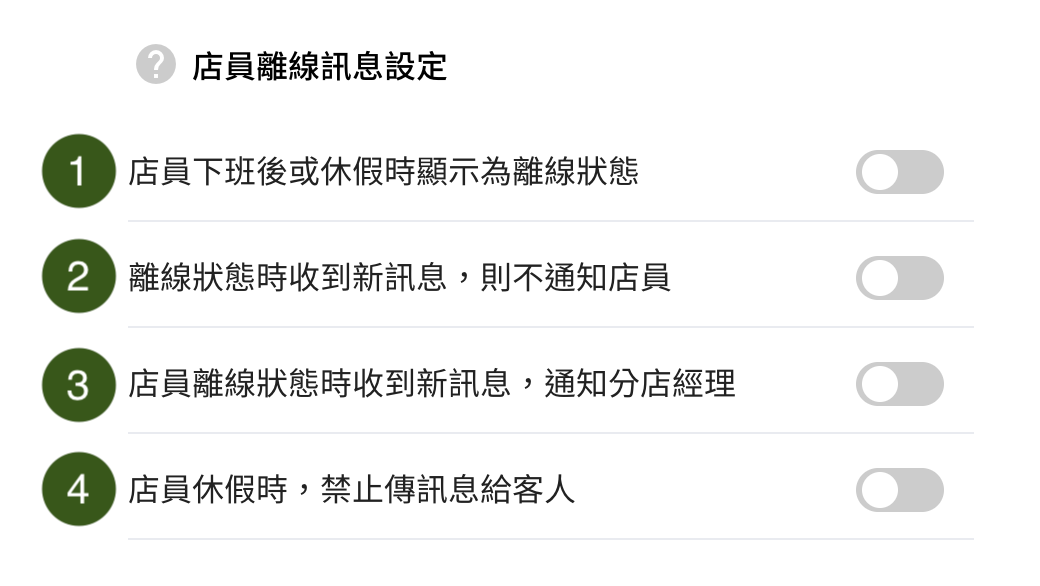 ? 店員離線訊息設定
1 店員下班後或休假時顯示為離線狀態
2 離線狀態時收到新訊息，則不通知店員
3 店員離線狀態時收到新訊息，通知分店經理
4 店員休假時，禁止傳訊息給客人